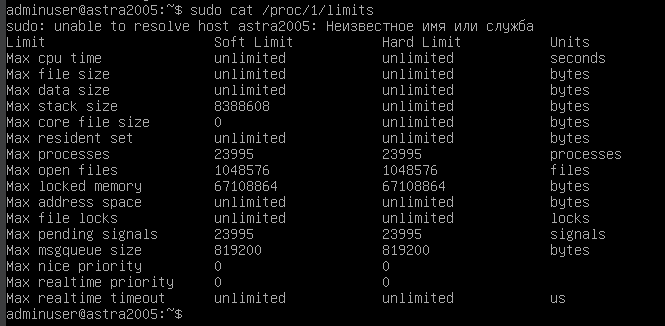 adminuser@astra2005:~$ sudo cat /proc/1/limits
sudo: unable to resolve host astra2005: Неизвестное имя или служба
Limit                     Soft Limit           Hard Limit           Units
Max cpu time              unlimited            unlimited            seconds
Max file size             unlimited            unlimited            bytes
Max data size             unlimited            unlimited            bytes
Max stack size            8388608              unlimited            bytes
Max core file size        0                    unlimited            bytes
Max resident set          unlimited            unlimited            bytes
Max processes             23995                23995                processes
Max open files            1048576              1048576              files
Max locked memory         67108864             67108864             bytes
Max address space         unlimited            unlimited            bytes
Max file locks            unlimited            unlimited            locks
Max pending signals       23995                23995                signals
Max msgqueue size         819200               819200               bytes
Max nice priority         0                    0
Max realtime priority     0                    0
Max realtime timeout      unlimited            unlimited            us
adminuser@astra2005:~$